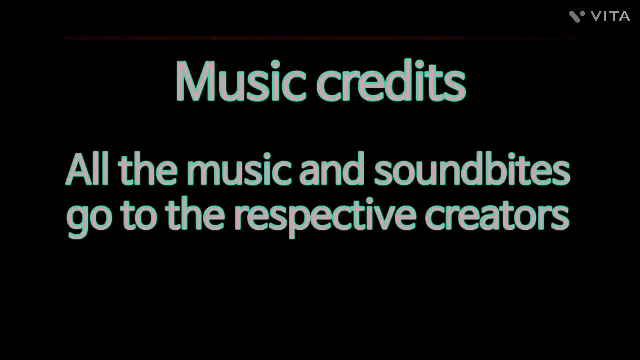 VITA
Music credits
All the music and soundbites
go to the respective creators